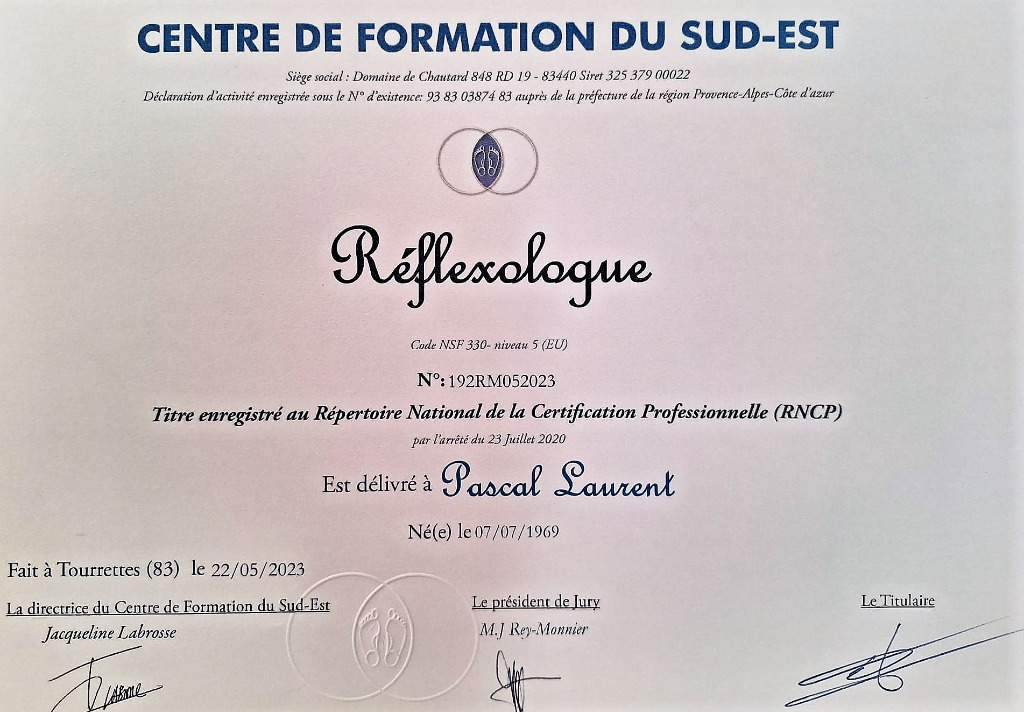 CENTRE DE FORMATION DU SUD-EST
Siège social : Domaine de Chautard 848 RD 19 - 83440 Siret 325 379 00022
Déclaration d'activité enregistrée sous le N° d'existence: 93 83 03874 83 auprès de la préfecture de la région Provence-Alpes-Côte d'azur
Réflexologue
Code NSF 330- niveau 5 (EU)
N°: 192RM052023
Titre enregistré au Répertoire National de la Certification Professionnelle (RNCP)
par l'arrêté du 23 Juillet 2020
Est délivré à Pascal Laurent
Né(e) le 07/07/1969
Fait à Tourrettes (83) le 22/05/2023
La directrice du Centre de Formation du Sud-Est
Jacqueline Labrosse
Le président de Jury
M.J Rey-Monnier
Le Titulaire